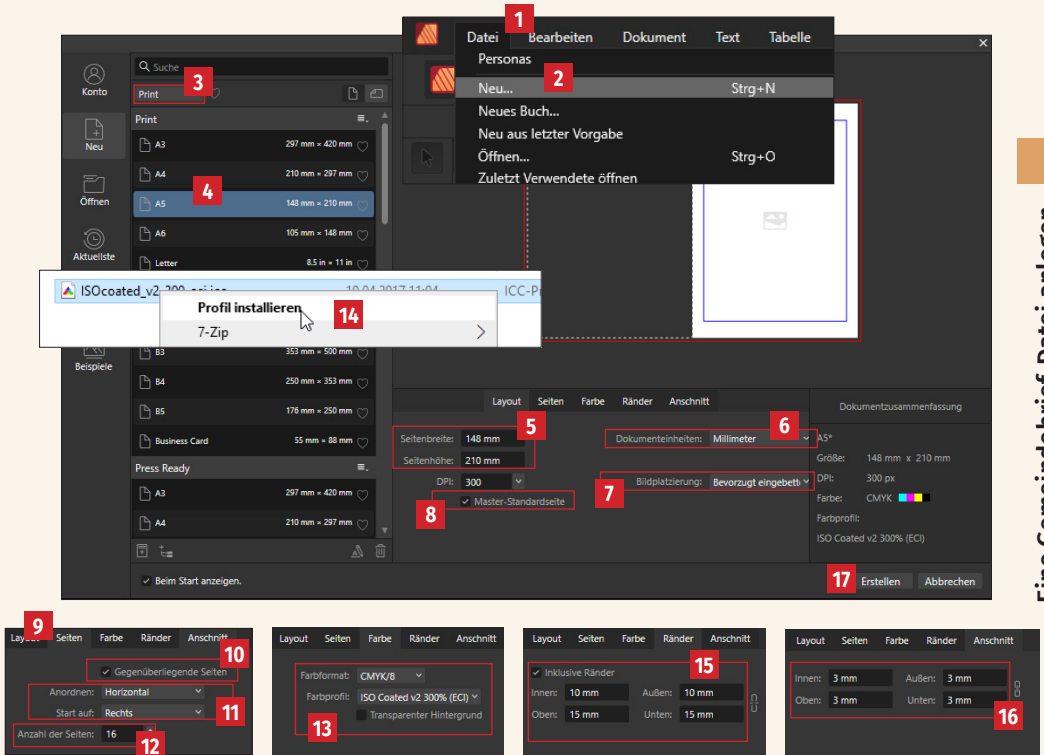 1
Datei Bearbeiten Dokument Text Tabelle
Personas
2
Neu... Strg+N
Neues Buch...
Neu aus letzter Vorgabe
Öffnen... Strg+O
Zuletzt Verwendete öffnen
Konto
Neu
Öffnen
Aktuellste
Beispiele
Suche
3
Print
Print
A3 297 mm × 420 mm
A4 210 mm × 297 mm
4
A5 148 mm × 210 mm
A6 105 mm × 148 mm
Letter 8.5 in × 11 in
10.04.2017 11:04
Profil installieren
14
7-Zip
B3 353 mm × 500 mm
B4 250 mm × 353 mm
B5 176 mm × 250 mm
Business Card 55 mm × 88 mm
Press Ready
A3 297 mm × 420 mm
A4 210 mm × 297 mm
Beim Start anzeigen.
Layout Seiten Farbe Ränder Anschnitt
5
Seitenbreite: 148 mm
Seitenhöhe: 210 mm
DPI: 300
8
Master-Standardseite
6
Dokumenteinheiten: Millimeter
7
Bildplatzierung: Bevorzugt
Dokumentzusammenfassung
A5*
Größe: 148 mm x 210 mm
DPI: 300 px
Farbe: CMYK
Farbprofil:
ISO Coated v2 300% (ECI)
17
Erstellen Abbrechen
9
Seiten Farbe Ränder Anschnitt
10
Gegenüberliegende Seiten
Anordnen: Horizontal
Start auf: Rechts
11
Anzahl der Seiten: 16
12
Layout Seiten Farbe Ränder Anschnitt
Farbformat: CMYK/8
Farbprofil: ISO Coated v2 300% (ECI)
Transparenter Hintergrund
13
Layout Seiten Farbe Ränder Anschnitt
15
Inklusive Ränder
Innen: 10 mm Außen: 10 mm
Oben: 15 mm Unten: 15 mm
Layout Seiten Farbe Ränder Anschnitt
Innen: 3 mm Außen: 3 mm
Oben: 3 mm Unten: 3 mm
16
Eine Gemeindebrief-Datei anlegen